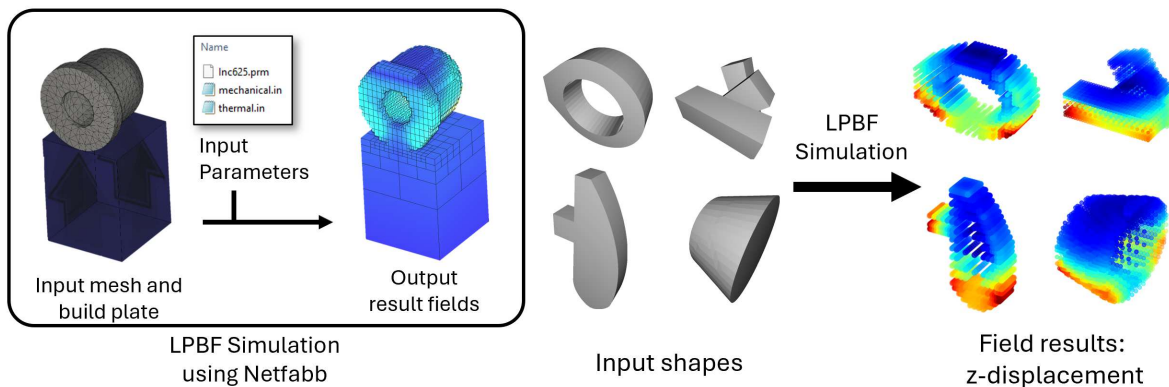 Name
Inc625.prm
mechanical.in
thermal.in
Input
Parameters
Input mesh and
build plate
Output
result fields
LPBF Simulation
using Netfabb
Input shapes
LPBF
Simulation
Field results:
z-displacement